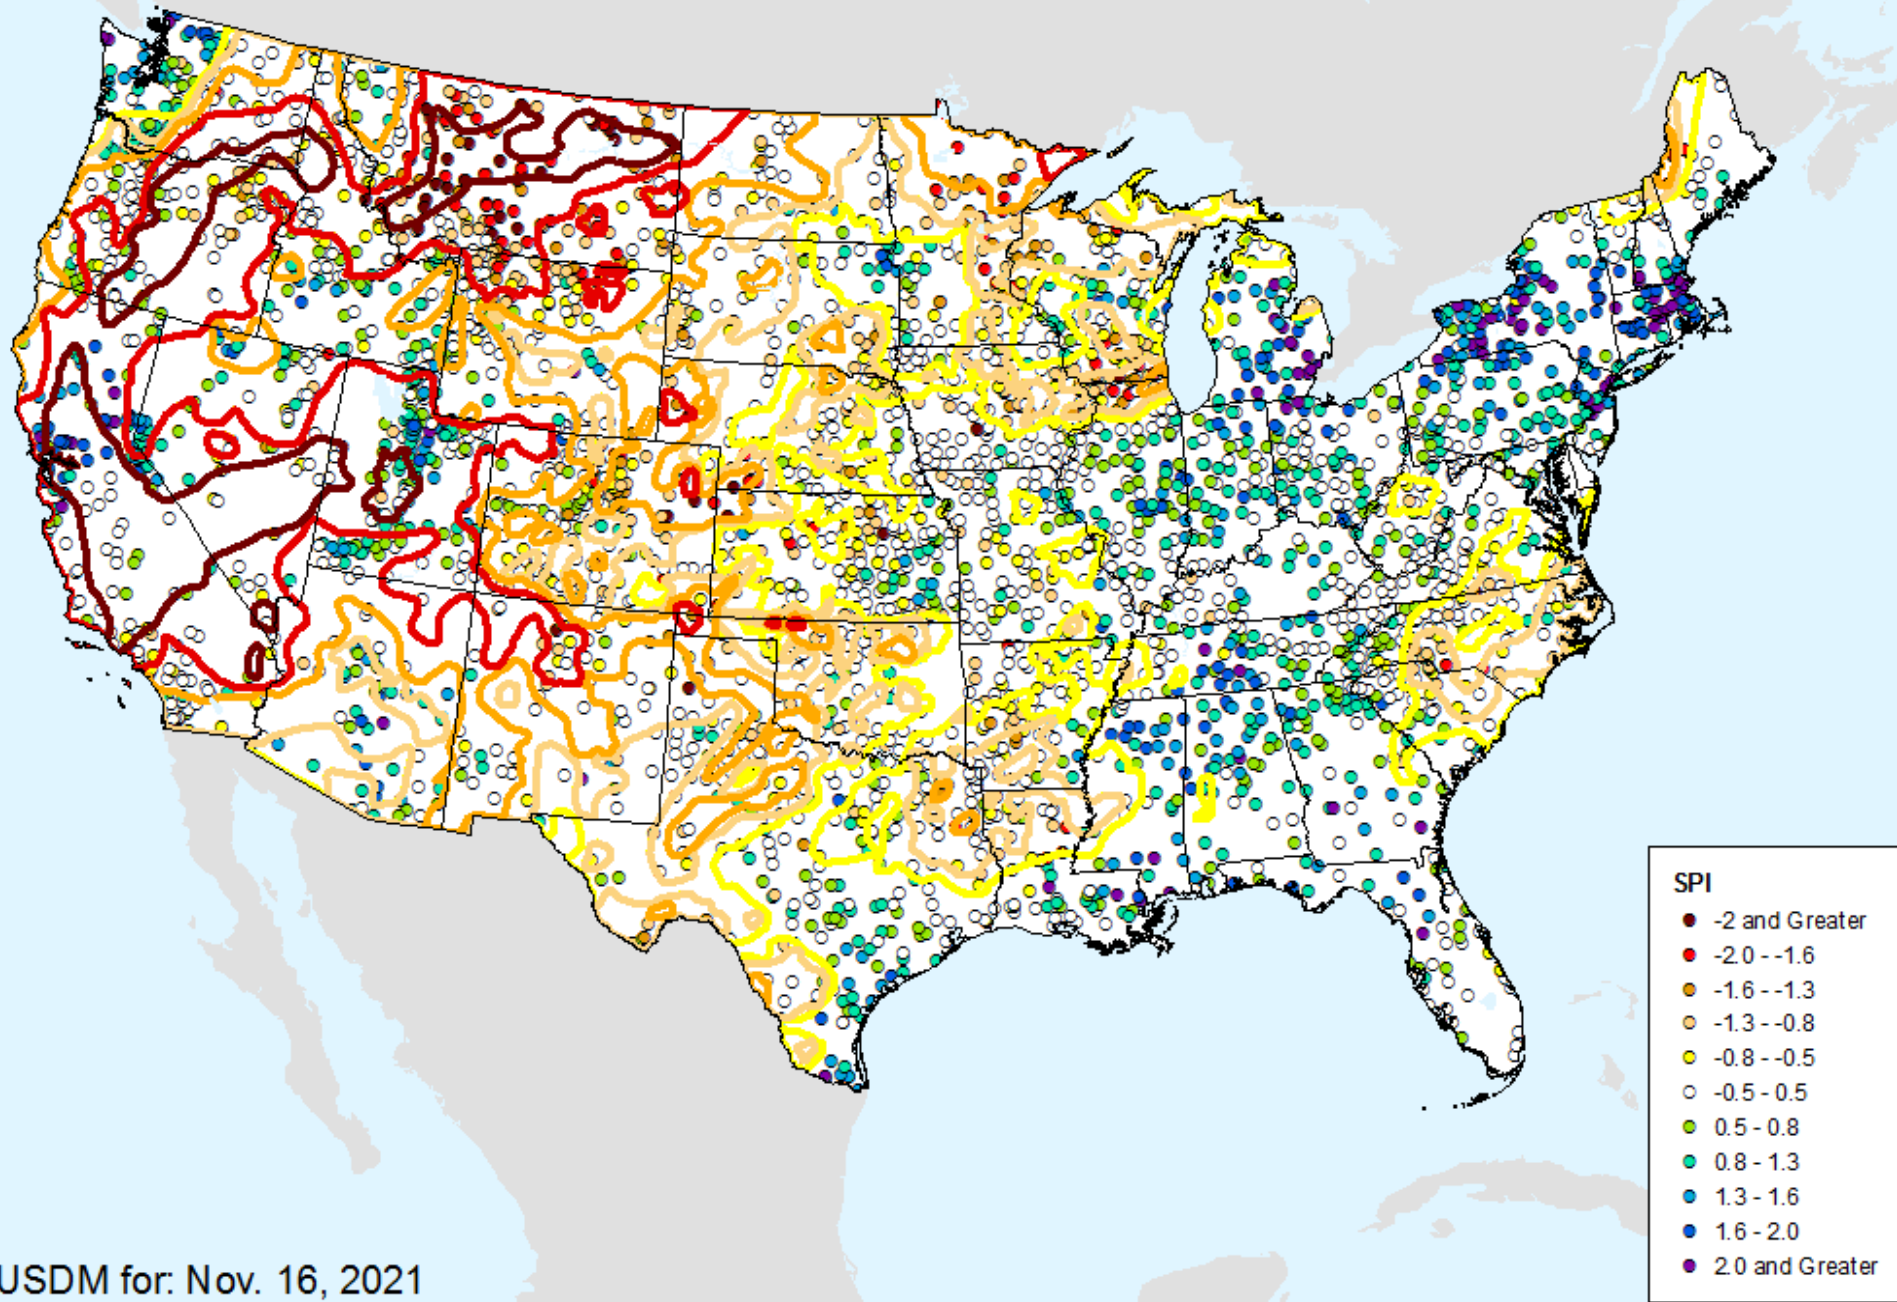 SPI
-2 and Greater
-2.0 - -1.6
-1.6 - -1.3
-1.3 - -0.8
-0.8 - -0.5
-0.5 - 0.5
0.5 - 0.8
0.8 - 1.3
1.3 - 1.6
1.6 - 2.0
2.0 and Greater
USDM for: Nov. 16, 2021